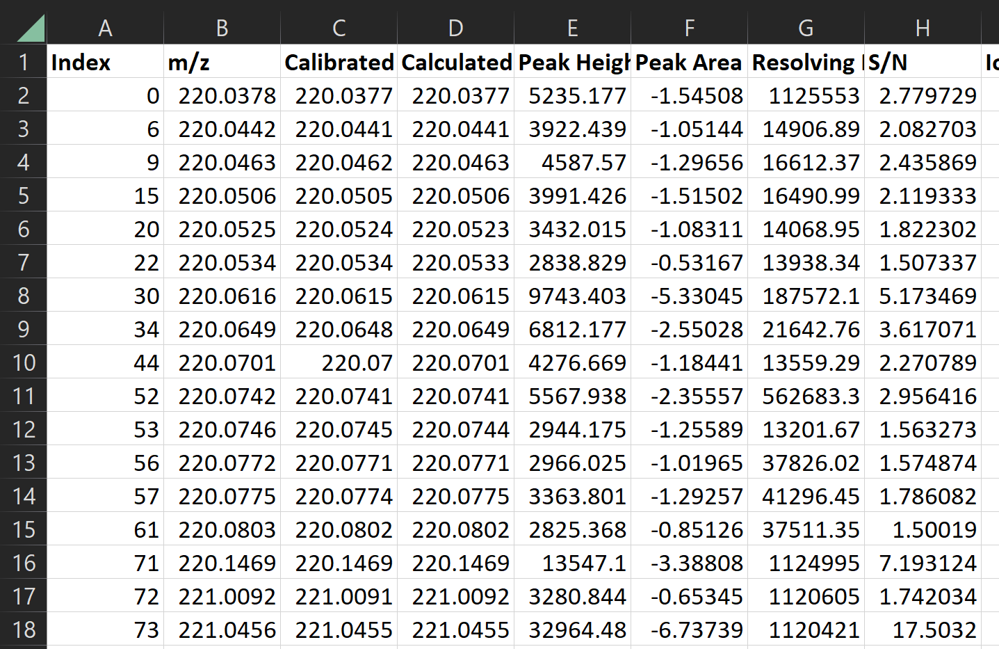 A B C D E F G H
1 Index m/z Calibrated Calculated Peak Heigh Peak Area Resolving S/N
2 0 220.0378 220.0377 220.0377 5235.177 -1.54508 1125553 2.779729
3 6 220.0442 220.0441 220.0441 3922.439 -1.05144 14906.89 2.082703
4 9 220.0463 220.0462 220.0463 4587.57 -1.29656 16612.37 2.435869
5 15 220.0506 220.0505 220.0506 3991.426 -1.51502 16490.99 2.119333
6 20 220.0525 220.0524 220.0523 3432.015 -1.08311 14068.95 1.822302
7 22 220.0534 220.0534 220.0533 2838.829 -0.53167 13938.34 1.507337
8 30 220.0616 220.0615 220.0615 9743.403 -5.33045 187572.1 5.173469
9 34 220.0649 220.0648 220.0649 6812.177 -2.55028 21642.76 3.617071
10 44 220.0701 220.07 220.0701 4276.669 -1.18441 13559.29 2.270789
11 52 220.0742 220.0741 220.0741 5567.938 -2.35557 562683.3 2.956416
12 53 220.0746 220.0745 220.0744 2944.175 -1.25589 13201.67 1.563273
13 56 220.0772 220.0771 220.0771 2966.025 -1.01965 37826.02 1.574874
14 57 220.0775 220.0774 220.0775 3363.801 -1.29257 41296.45 1.786082
15 61 220.0803 220.0802 220.0802 2825.368 -0.85126 37511.35 1.50019
16 71 220.1469 220.1469 220.1469 13547.1 -3.38808 1124995 7.193124
17 72 221.0092 221.0091 221.0092 3280.844 -0.65345 1120605 1.742034
18 73 221.0456 221.0455 221.0455 32964.48 -6.73739 1120421 17.5032